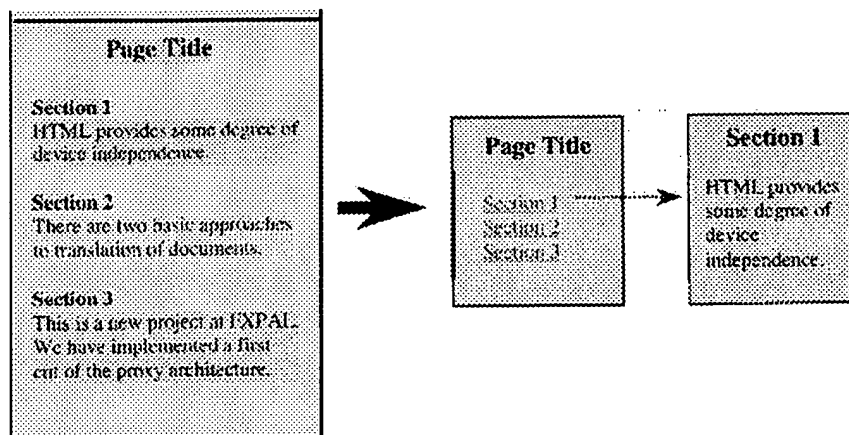 Page Title
Section 1
HTML provides some degree of
device independence.
Section 2
There are two basic approaches
to translation of documents.
Section 3
This is a new project at FXPAL.
We have implemented a first
cut of the proxy architecture.
Page Title
Section 1
Section 2
Section 3
Section 1
HTML provides
some degree of
device
independence.